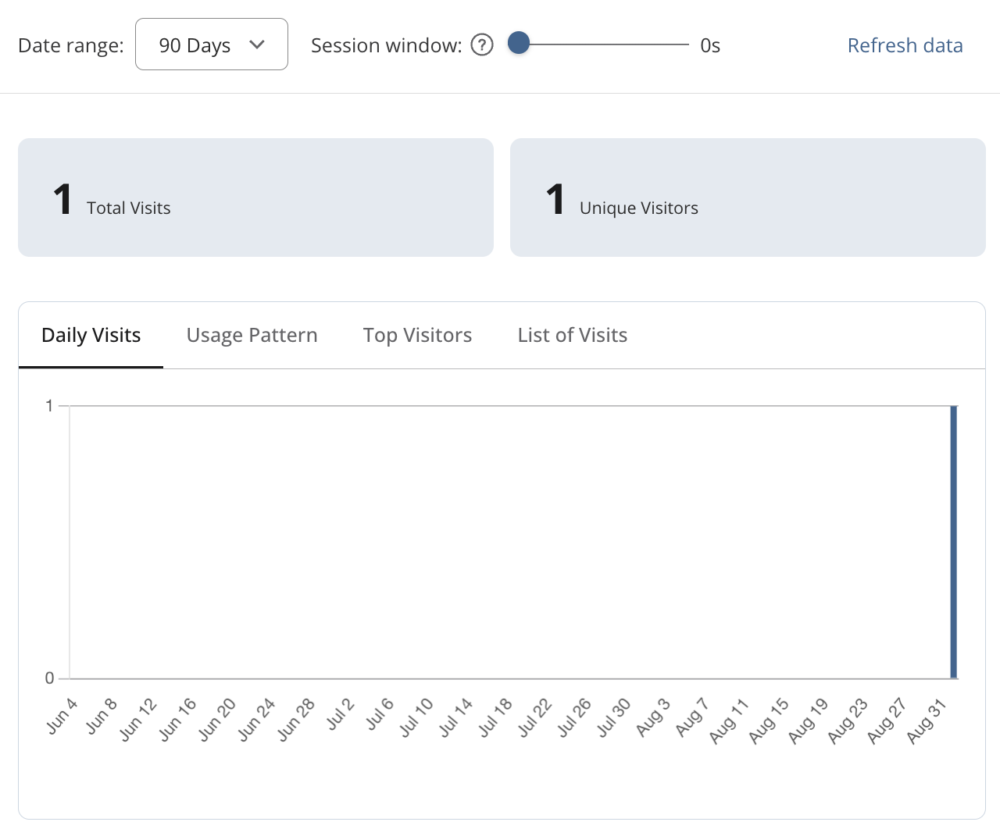 Date range: 90 Days Session window: ? 0s Refresh data
1 Total Visits 1 Unique Visitors
Daily Visits Usage Pattern Top Visitors List of Visits
1
0
Jun 4 Jun 8 Jun 12 Jun 16 Jun 20 Jun 24 Jun 28 Jul 2 Jul 6 Jul 10 Jul 14 Jul 18 Jul 22 Jul 26 Jul 30 Aug 3 Aug 7 Aug 11 Aug 15 Aug 19 Aug 23 Aug 27 Aug 31